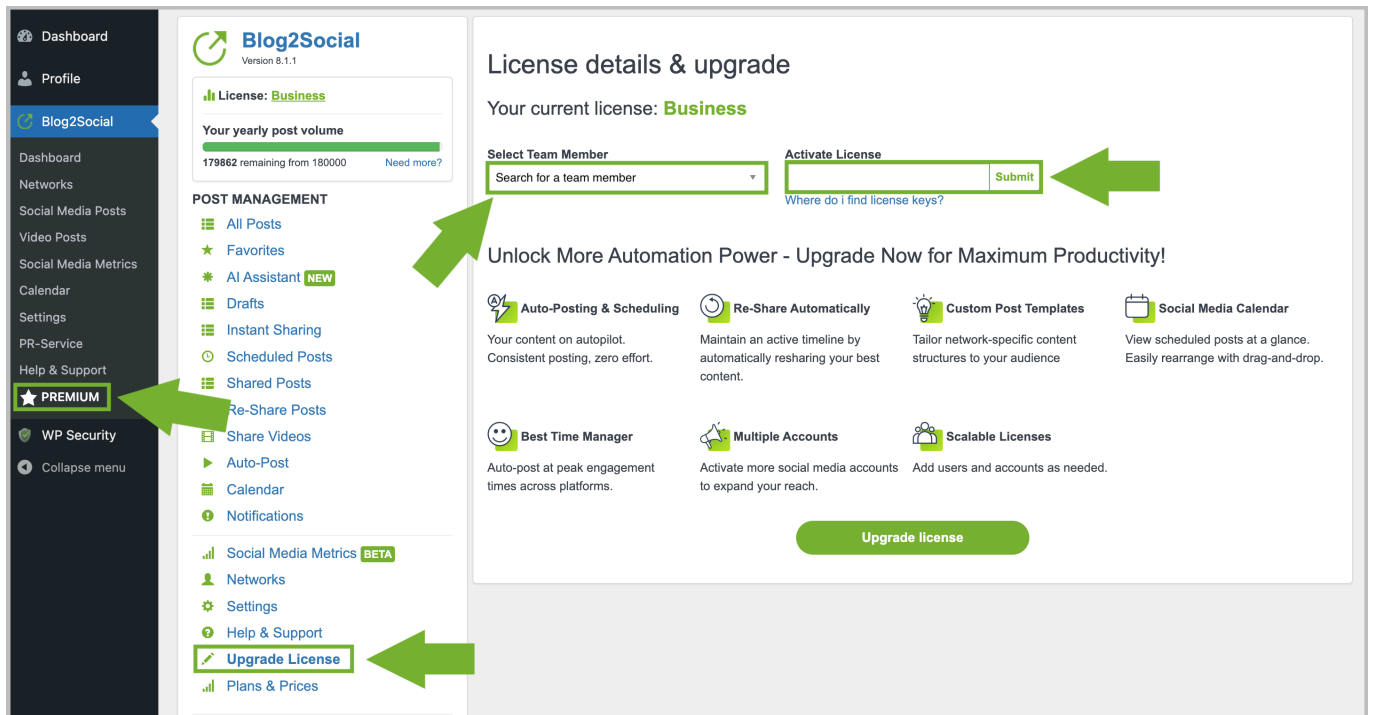 Dashboard
Profile
Blog2Social
Dashboard
Networks
Social Media Posts
Video Posts
Social Media Metrics
Calendar
Settings
PR-Service
Help & Support
PREMIUM
WP Security
Collapse menu
Blog2Social
Version 8.1.1
License: Business
Your yearly post volume
179862 remaining from 180000 Need more?
POST MANAGEMENT
All Posts
Favorites
AI Assistant NEW
Drafts
Instant Sharing
Scheduled Posts
Shared Posts
Re-Share Posts
Share Videos
Auto-Post
Calendar
Notifications
Social Media Metrics BETA
Networks
Settings
Help & Support
Upgrade License
Plans & Prices
License details & upgrade
Your current license: Business
Select Team Member
Search for a team member
Activate License
Submit
Where do i find license keys?
Unlock More Automation Power - Upgrade Now for Maximum Productivity!
Auto-Posting & Scheduling
Your content on autopilot.
Consistent posting, zero effort.
Re-Share Automatically
Maintain an active timeline by
automatically resharing your best
content.
Custom Post Templates
Tailor network-specific content
structures to your audience
Social Media Calendar
View scheduled posts at a glance.
Easily rearrange with drag-and-drop.
Best Time Manager
Auto-post at peak engagement
times across platforms.
Multiple Accounts
Activate more social media accounts
to expand your reach.
Scalable Licenses
Add users and accounts as needed.
Upgrade license